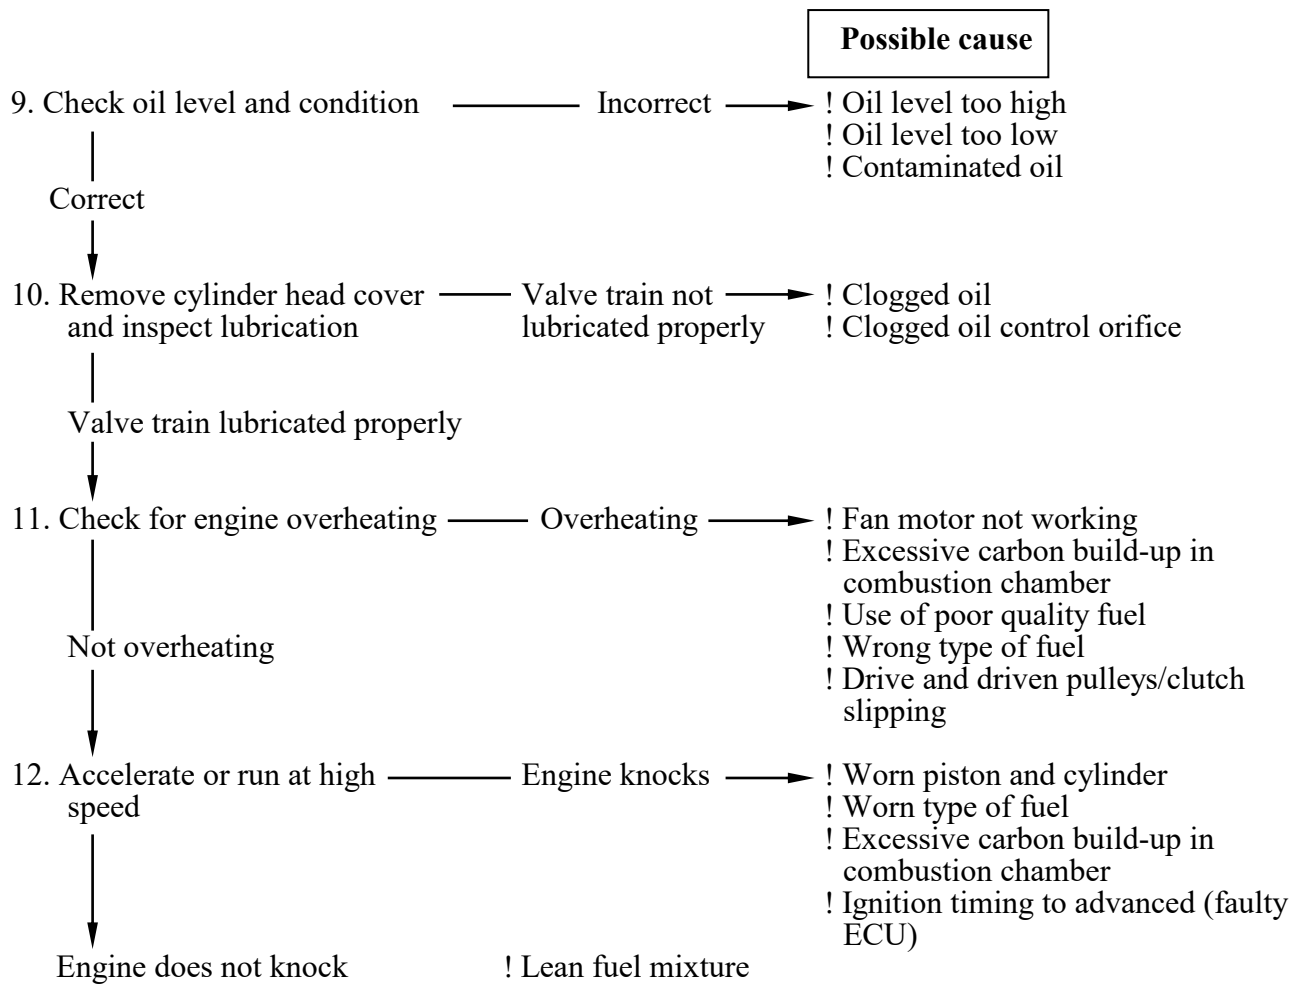 Possible cause
9. Check oil level and condition Incorrect ! Oil level too high
! Oil level too low
! Contaminated oil
Correct
10. Remove cylinder head cover Valve train not ! Clogged oil
and inspect lubrication lubricated properly ! Clogged oil control orifice
Valve train lubricated properly
11. Check for engine overheating Overheating ! Fan motor not working
! Excessive carbon build-up in
combustion chamber
! Use of poor quality fuel
Not overheating ! Wrong type of fuel
! Drive and driven pulleys/clutch
slipping
12. Accelerate or run at high Engine knocks ! Worn piston and cylinder
speed ! Worn type of fuel
! Excessive carbon build-up in
combustion chamber
! Ignition timing to advanced (faulty
ECU)
Engine does not knock ! Lean fuel mixture